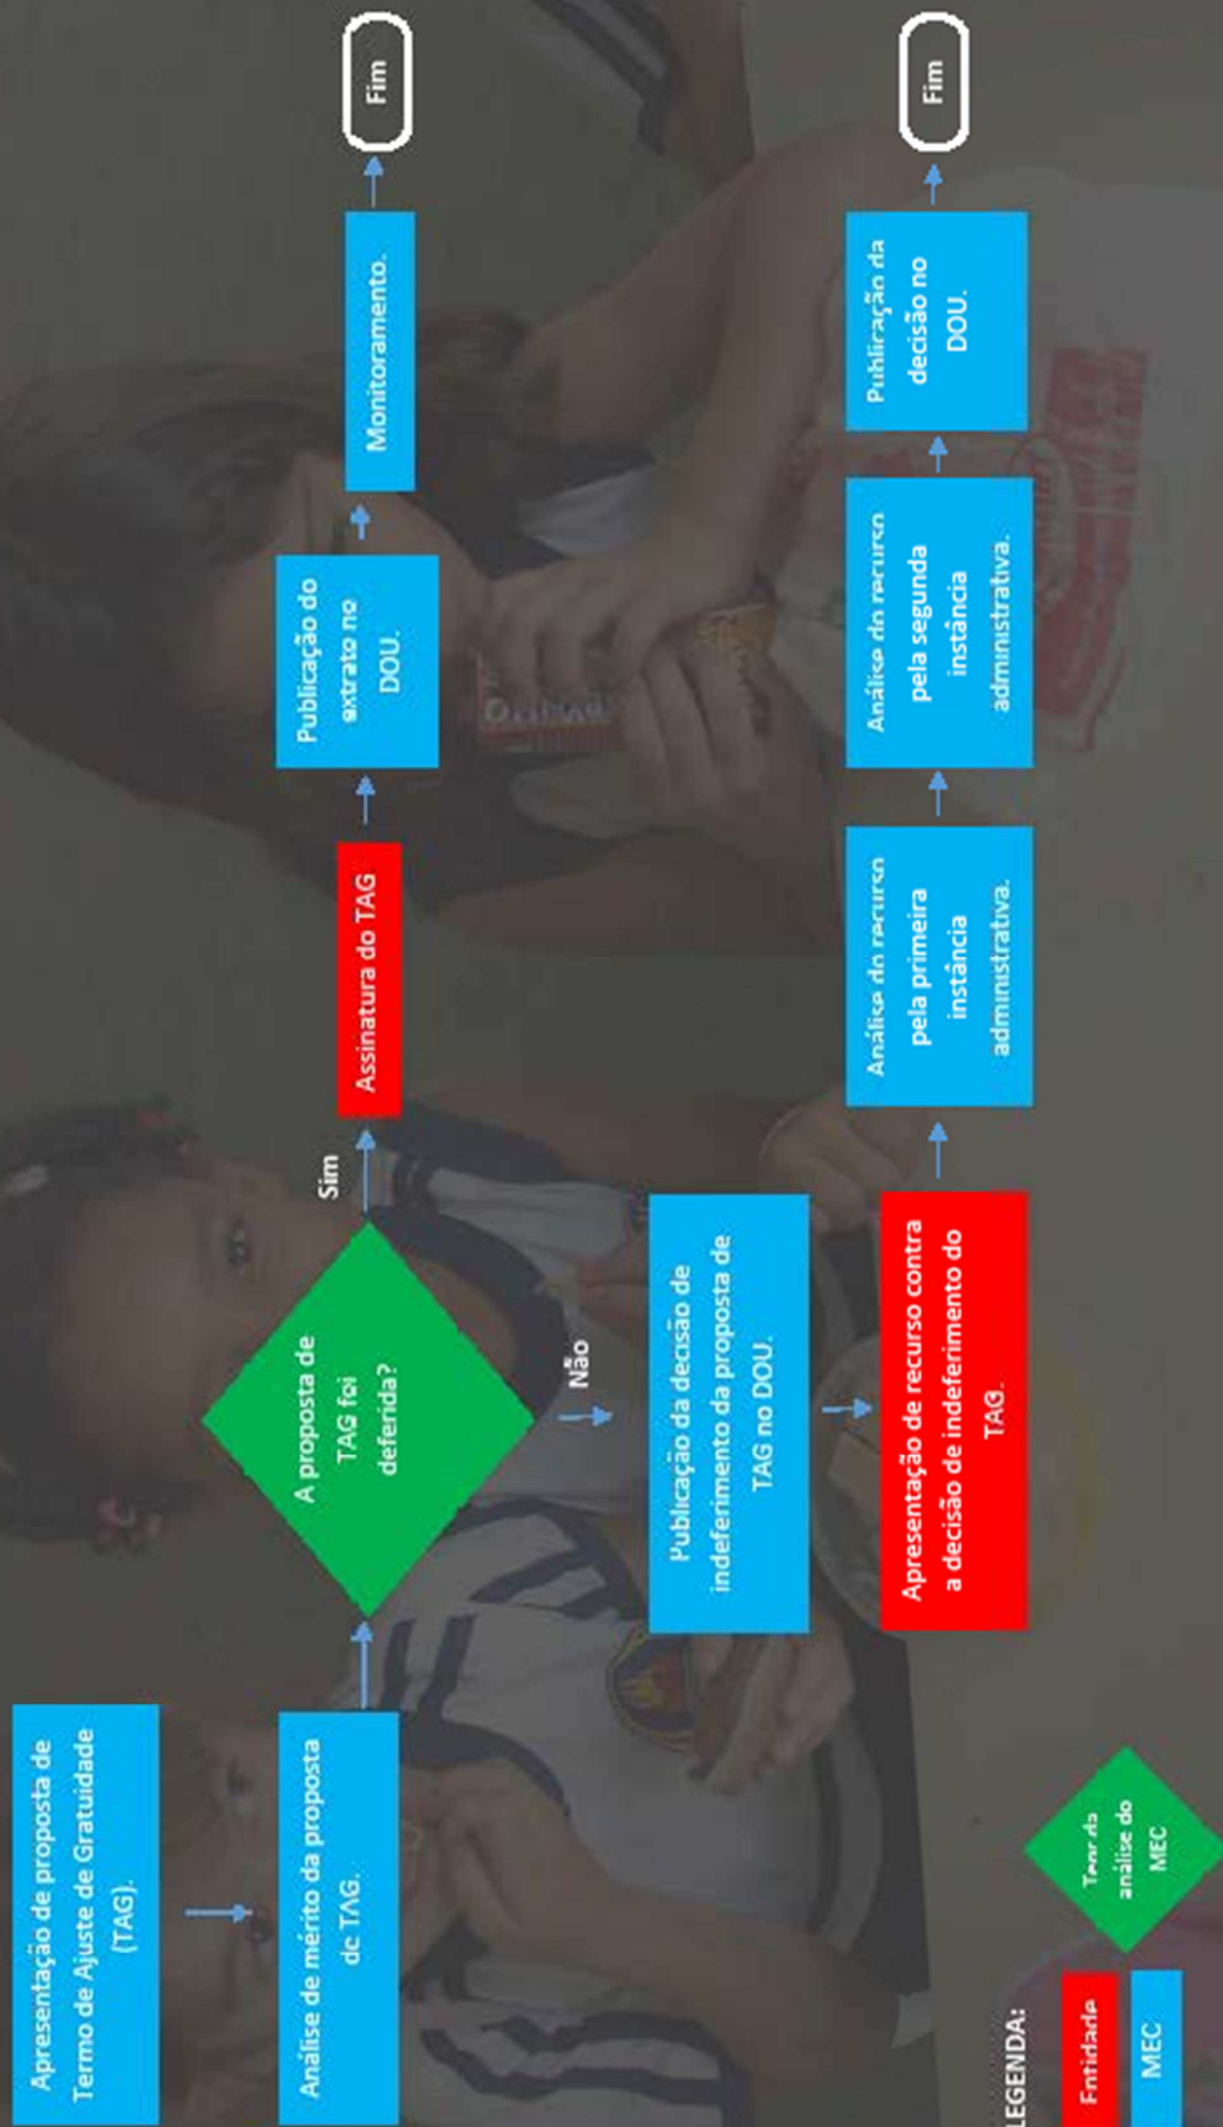 Apresentação de proposta de
Termo de Ajuste de Gratuidade
(TAG).
Análise de mérito da proposta
de TAG.
A proposta de
TAG foi
deferida?
Sim
Assinatura do TAG
Publicação do
extrato no
DOU.
Monitoramento.
Fim
Não
Publicação da decisão de
indeferimento da proposta de
TAG no DOU.
Apresentação de recurso contra
a decisão de indeferimento do
TAG.
Análise do recurso
pela primeira
instância
administrativa.
Análise do recurso
pela segunda
instância
administrativa.
Publicação da
decisão no
DOU.
Fim
LEGENDA:
Entidade
MEC
Teor da
análise do
MEC